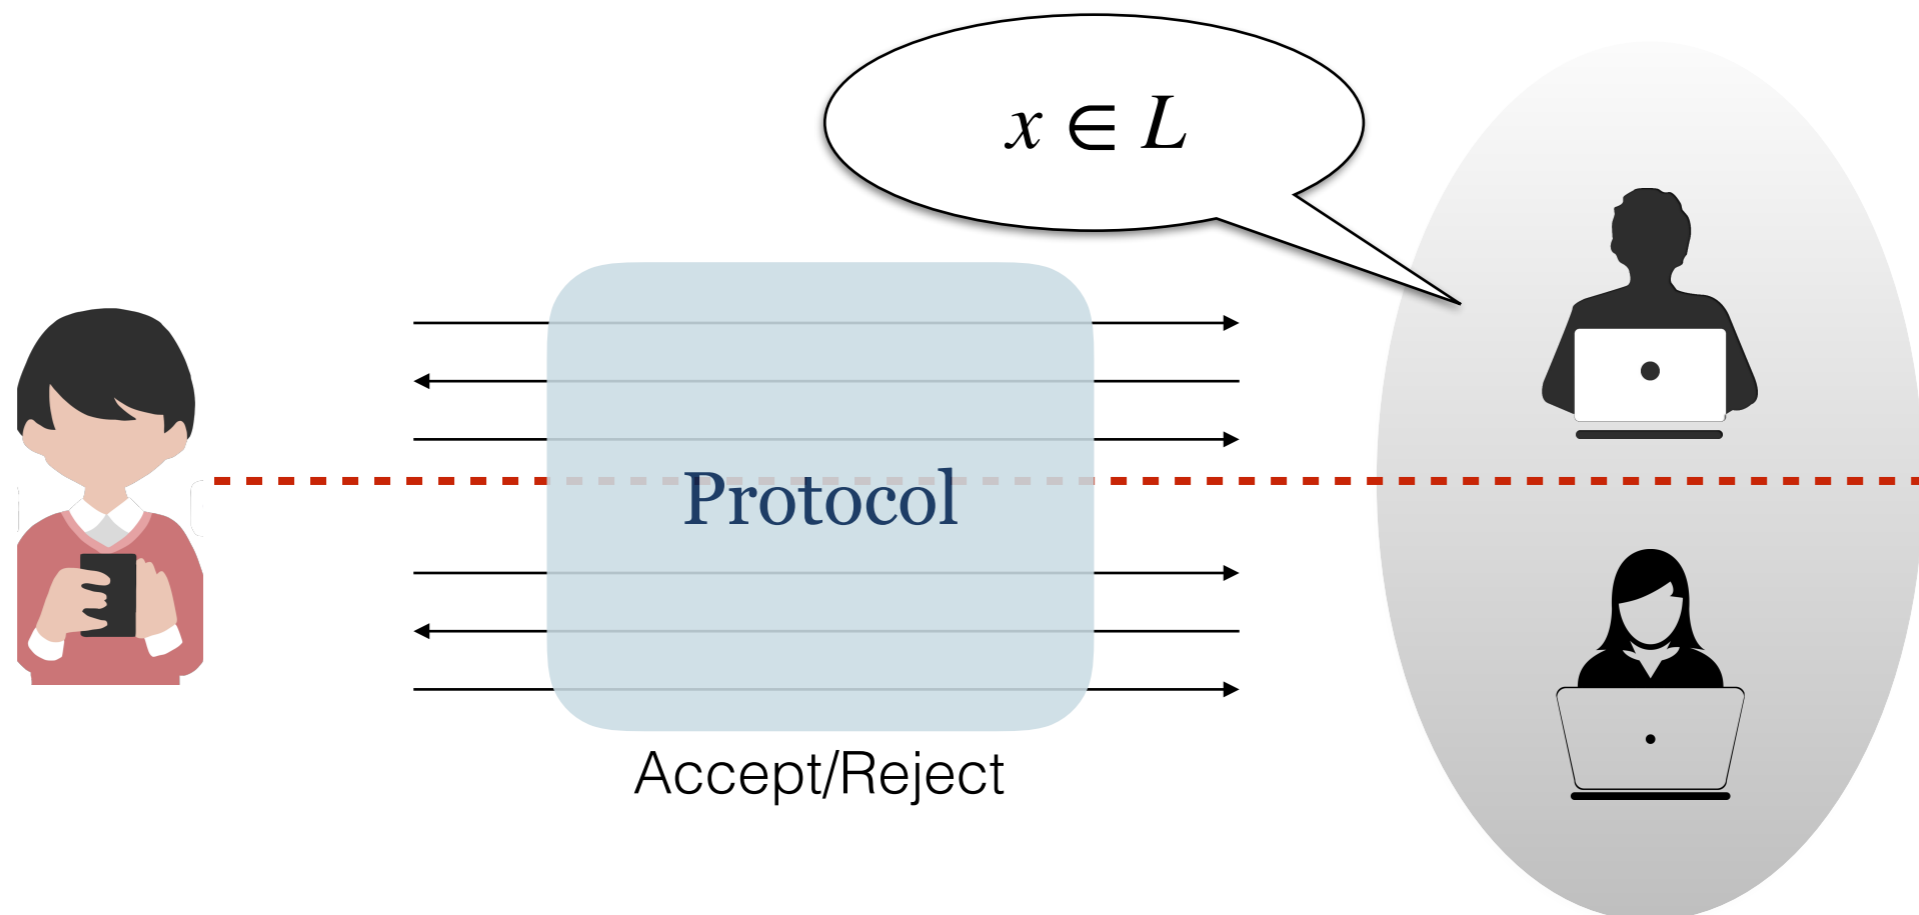 x ∈ L
Protocol
Accept/Reject